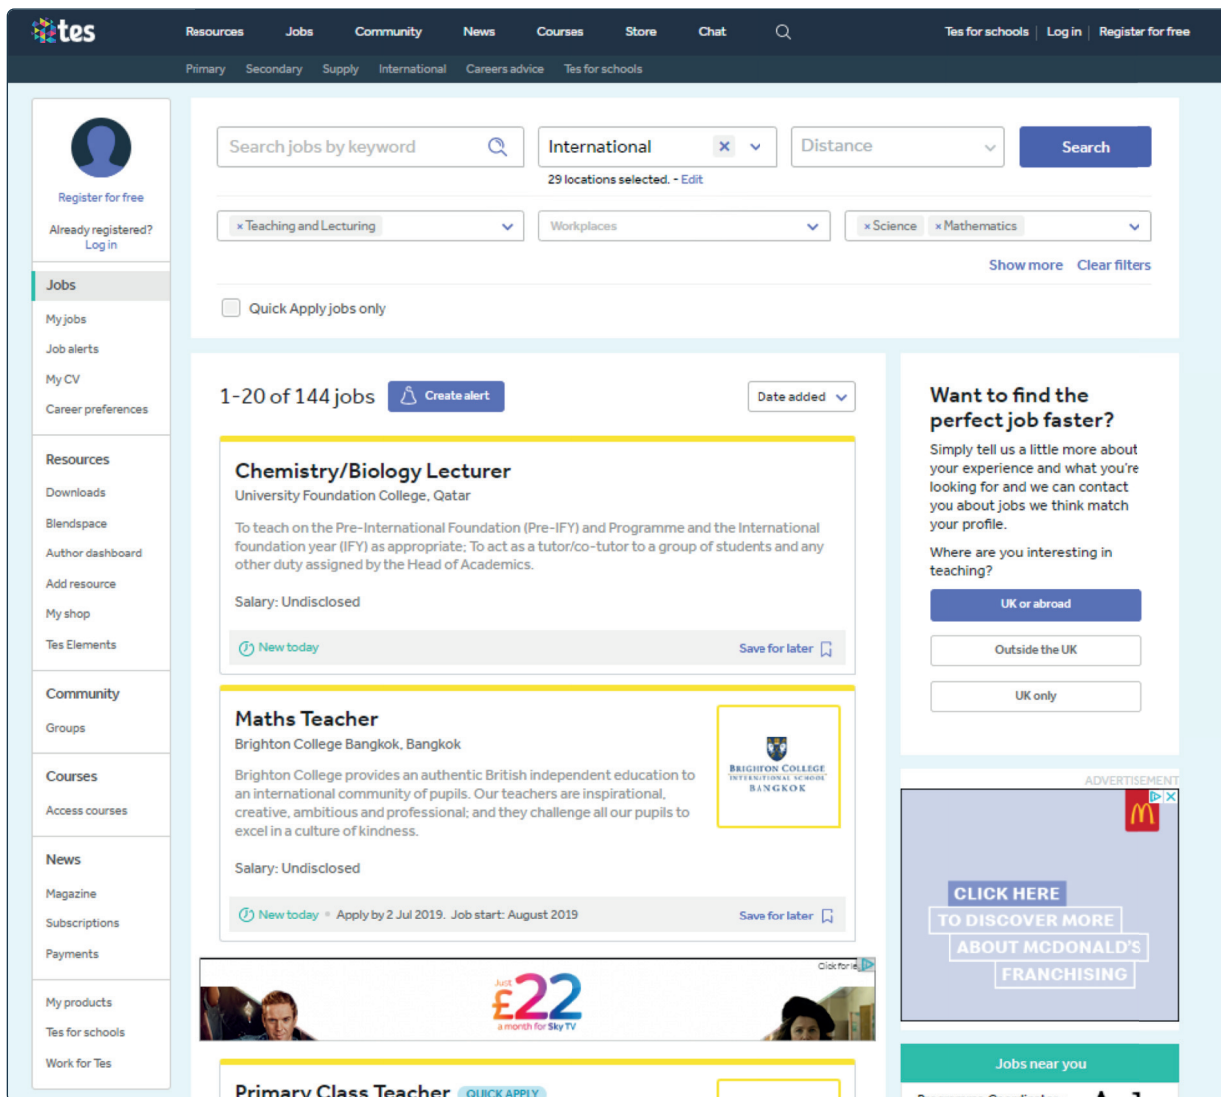 tes
Resources Jobs Community News Courses Store Chat
Tes for schools Log in Register for free
Primary Secondary Supply International Careers advice Tes for schools
Register for free
Already registered?
Log in
Jobs
My jobs
Job alerts
My CV
Career preferences
Resources
Downloads
Blendspace
Author dashboard
Add resource
My shop
Tes Elements
Community
Groups
Courses
Access courses
News
Magazine
Subscriptions
Payments
My products
Tes for schools
Work for Tes
Search jobs by keyword
International ×
Distance
Search
29 locations selected. - Edit
× Teaching and Lecturing
Workplaces
× Science × Mathematics
Show more Clear filters
Quick Apply jobs only
1-20 of 144 jobs
Create alert
Date added
Chemistry/Biology Lecturer
University Foundation College, Qatar
To teach on the Pre-International Foundation (Pre-IFY) and Programme and the International
foundation year (IFY) as appropriate; To act as a tutor/co-tutor to a group of students and any
other duty assigned by the Head of Academics.
Salary: Undisclosed
New today
Save for later
Maths Teacher
Brighton College Bangkok, Bangkok
Brighton College provides an authentic British independent education to
an international community of pupils. Our teachers are inspirational,
creative, ambitious and professional; and they challenge all our pupils to
excel in a culture of kindness.
Salary: Undisclosed
BRIGHTON COLLEGE
INTERNATIONAL SCHOOL
BANGKOK
New today Apply by 2 Jul 2019. Job start: August 2019
Save for later
Just
£22
a month for Sky TV
Click for
Primary Class Teacher QUICK APPLY
Want to find the
perfect job faster?
Simply tell us a little more about
your experience and what you're
looking for and we can contact
you about jobs we think match
your profile.
Where are you interesting in
teaching?
UK or abroad
Outside the UK
UK only
ADVERTISEMENT
CLICK HERE
TO DISCOVER MORE
ABOUT MCDONALD'S
FRANCHISING
Jobs near you